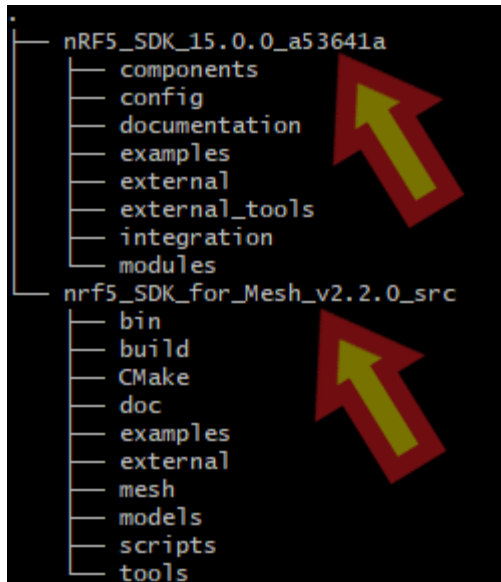 .
├── nRF5_SDK_15.0.0_a53641a
│   ├── components
│   ├── config
│   ├── documentation
│   ├── examples
│   ├── external
│   ├── external_tools
│   ├── integration
│   └── modules
└── nrf5_SDK_for_Mesh_v2.2.0_src
    ├── bin
    ├── build
    ├── CMake
    ├── doc
    ├── examples
    ├── external
    ├── mesh
    ├── models
    ├── scripts
    └── tools